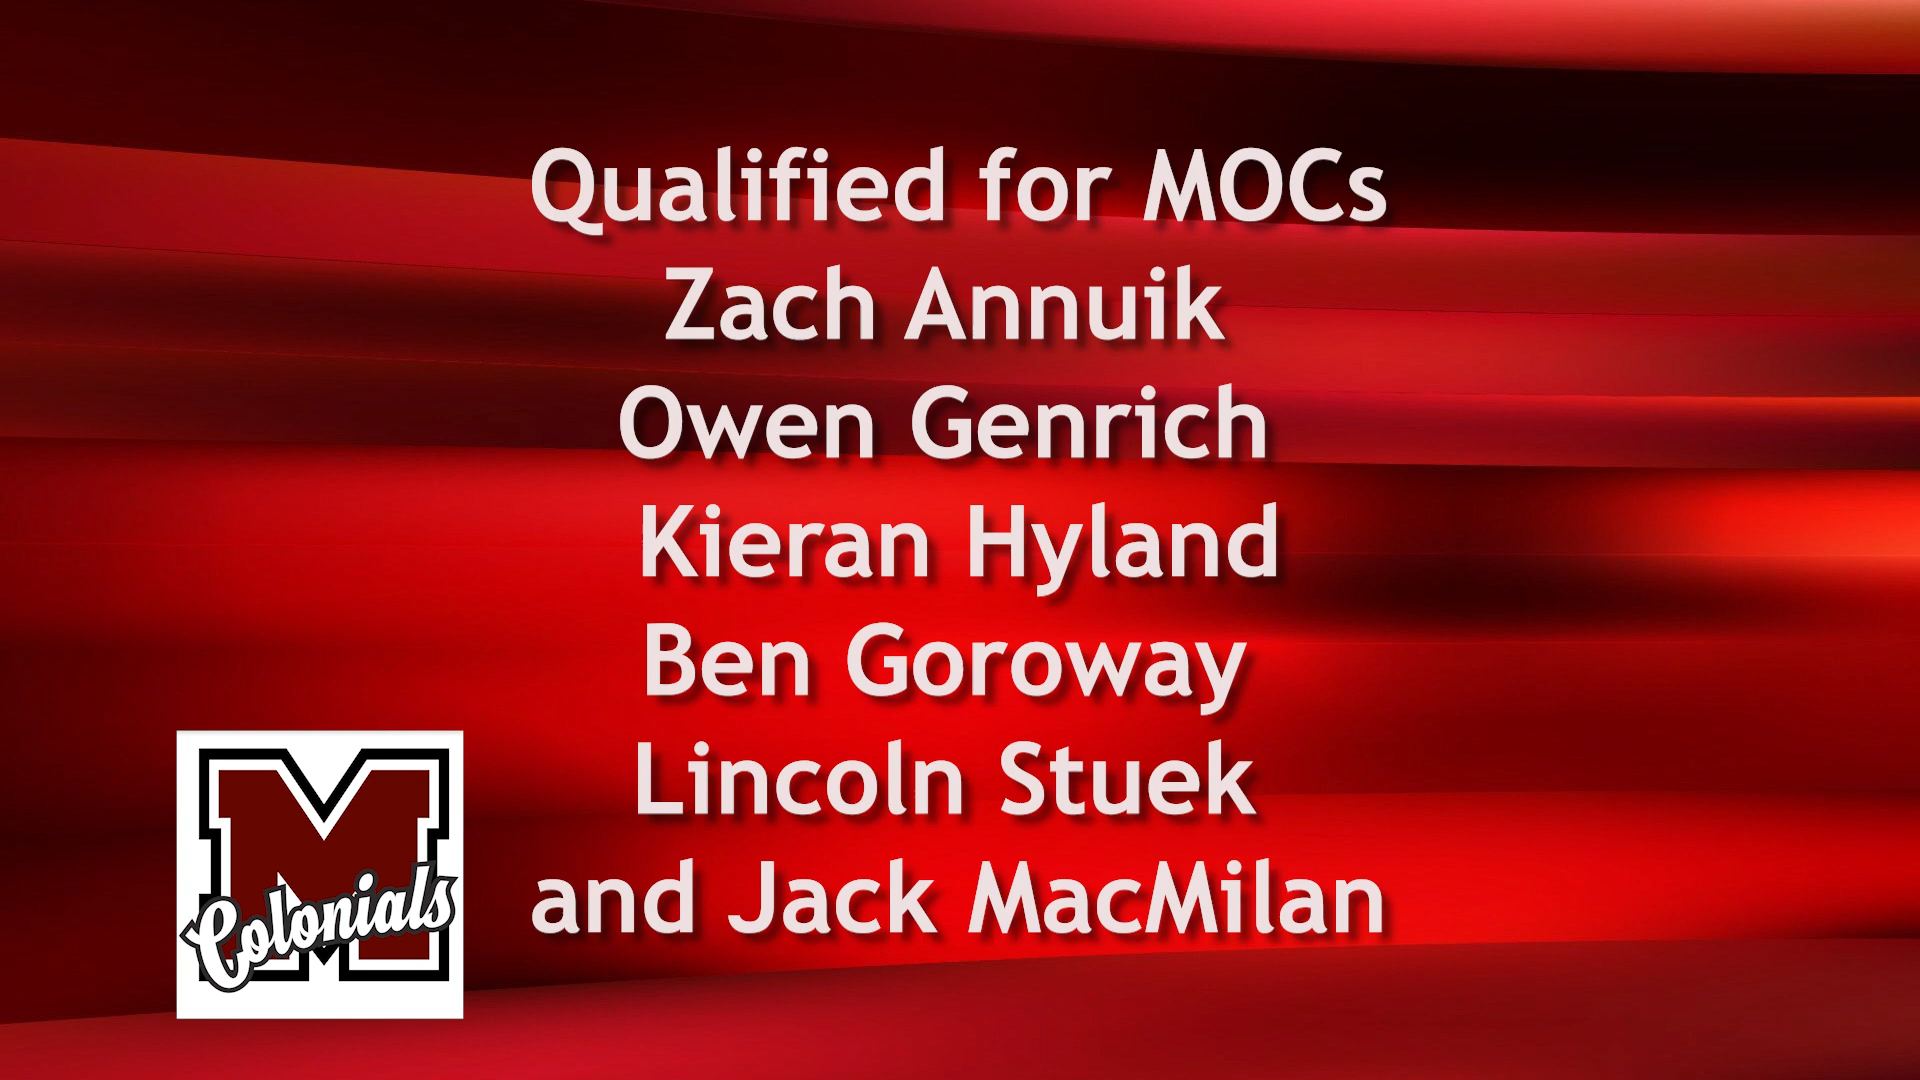 Qualified for MOCs
Zach Annuik
Owen Genrich
Kieran Hyland
Ben Goroway
Lincoln Stuek
and Jack MacMilan
M
Colonials